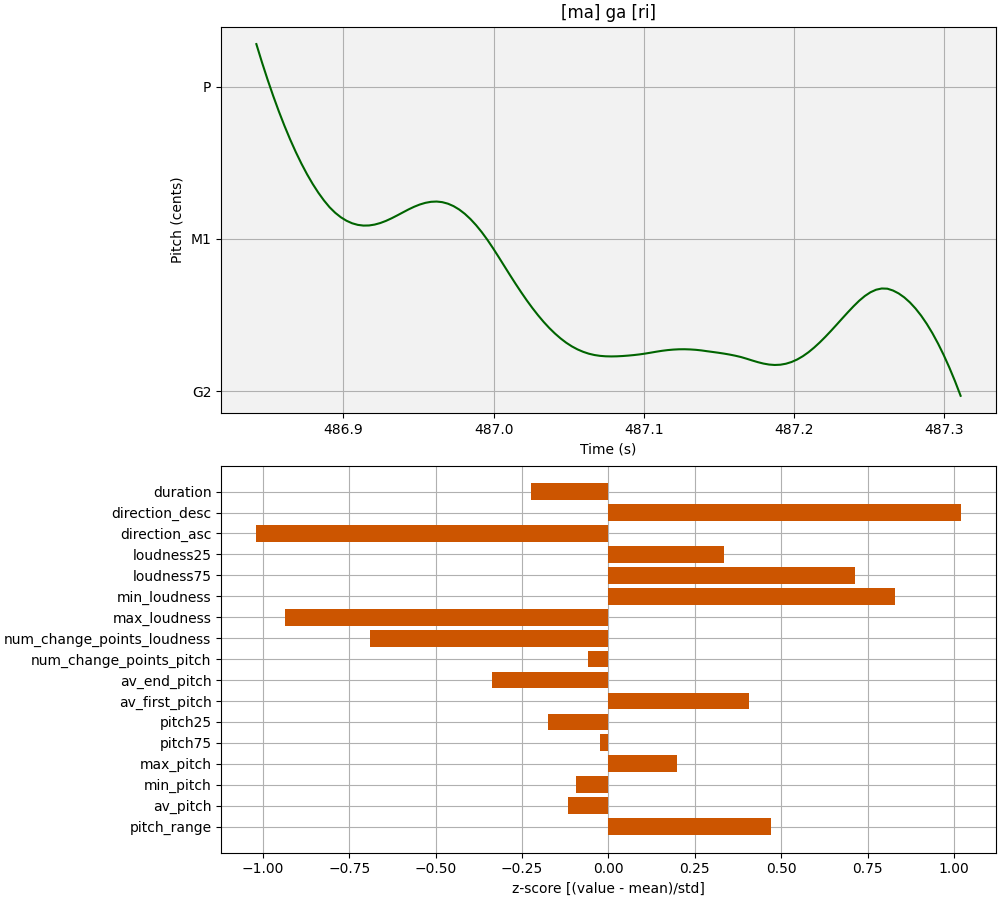 [ma] ga [ri]
Pitch (cents)
P
M1
G2
486.9 487.0 487.1 487.2 487.3
Time (s)
duration
direction_desc
direction_asc
loudness25
loudness75
min_loudness
max_loudness
num_change_points_loudness
num_change_points_pitch
av_end_pitch
av_first_pitch
pitch25
pitch75
max_pitch
min_pitch
av_pitch
pitch_range
−1.00 −0.75 −0.50 −0.25 0.00 0.25 0.50 0.75 1.00
z-score [(value - mean)/std]